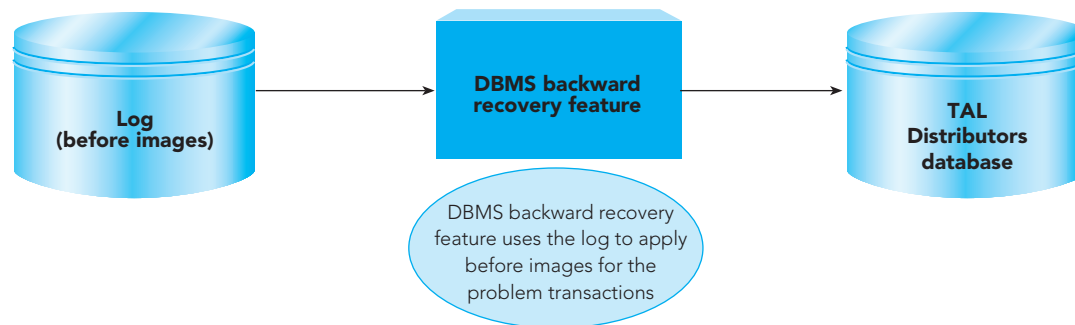 Log
(before images)
DBMS backward
recovery feature
TAL
Distributors
database
DBMS backward recovery
feature uses the log to apply
before images for the
problem transactions